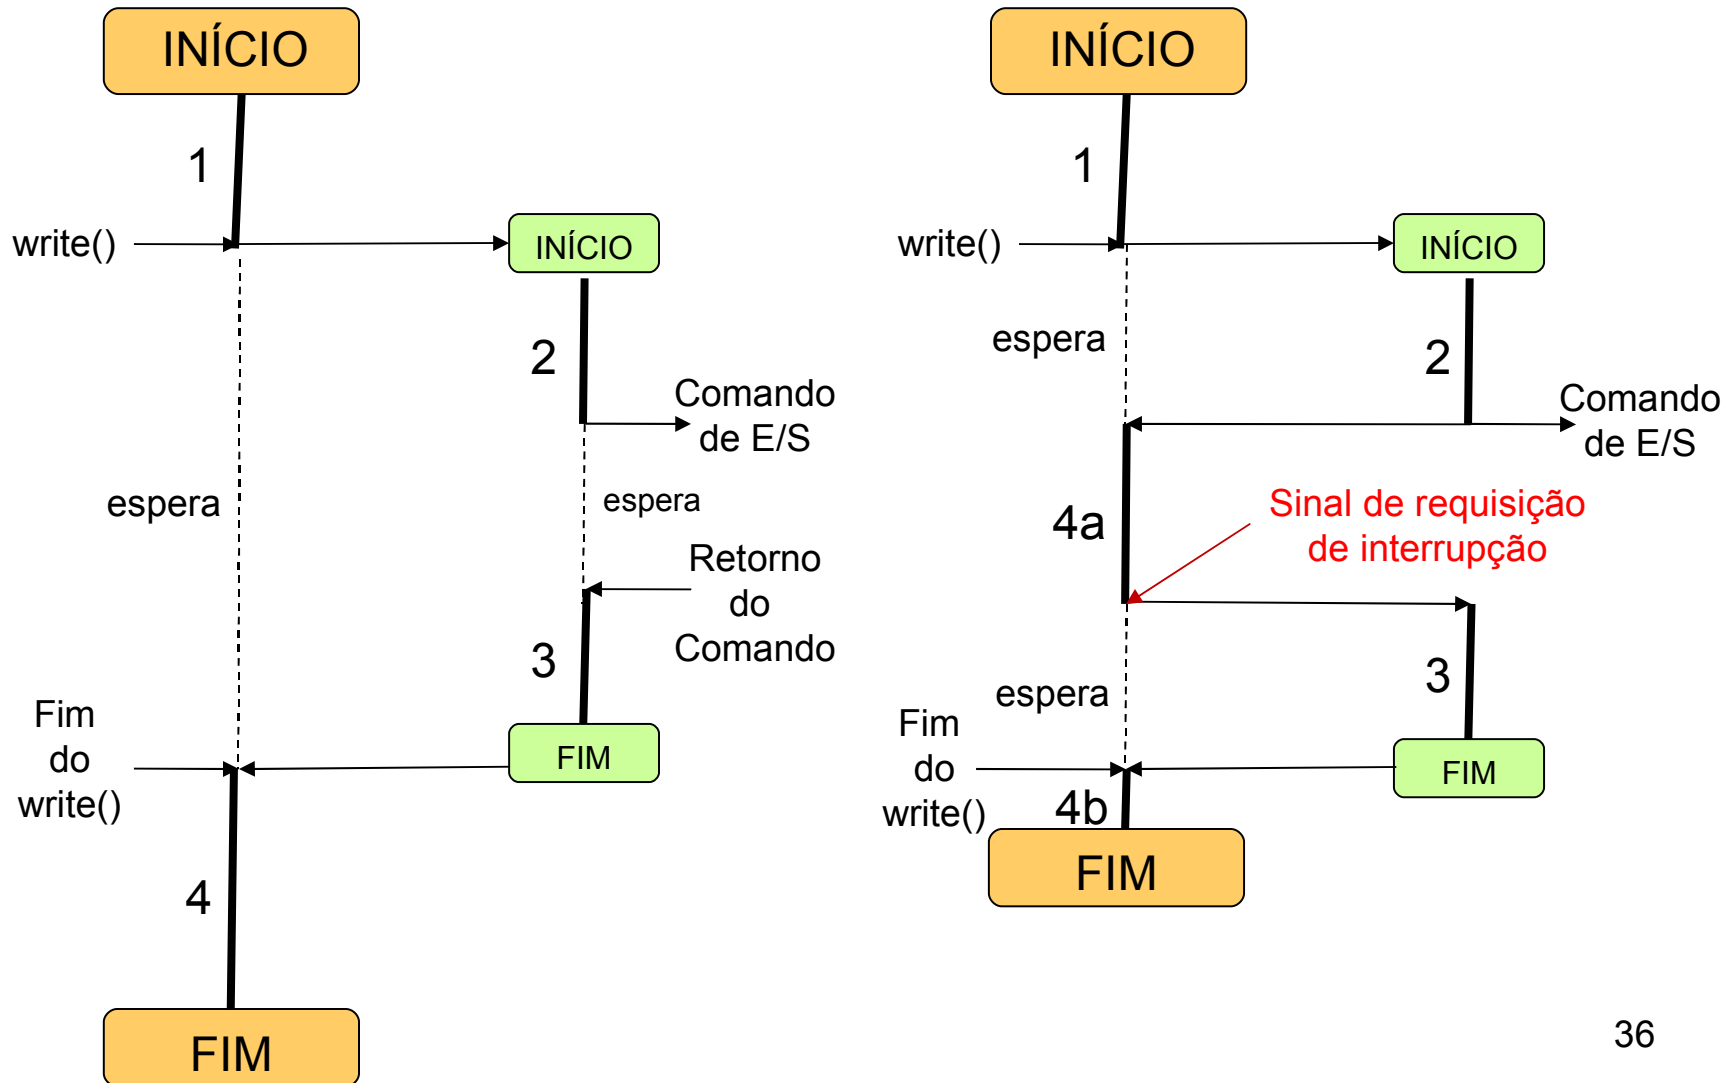 INÍCIO
1
write()
INÍCIO
2
Comando
de E/S
espera
espera
Retorno
do
Comando
3
Fim
do
write()
FIM
4
FIM
INÍCIO
1
write()
INÍCIO
espera
2
Comando
de E/S
4a
Sinal de requisição
de interrupção
espera
3
Fim
do
write()
FIM
4b
FIM
36